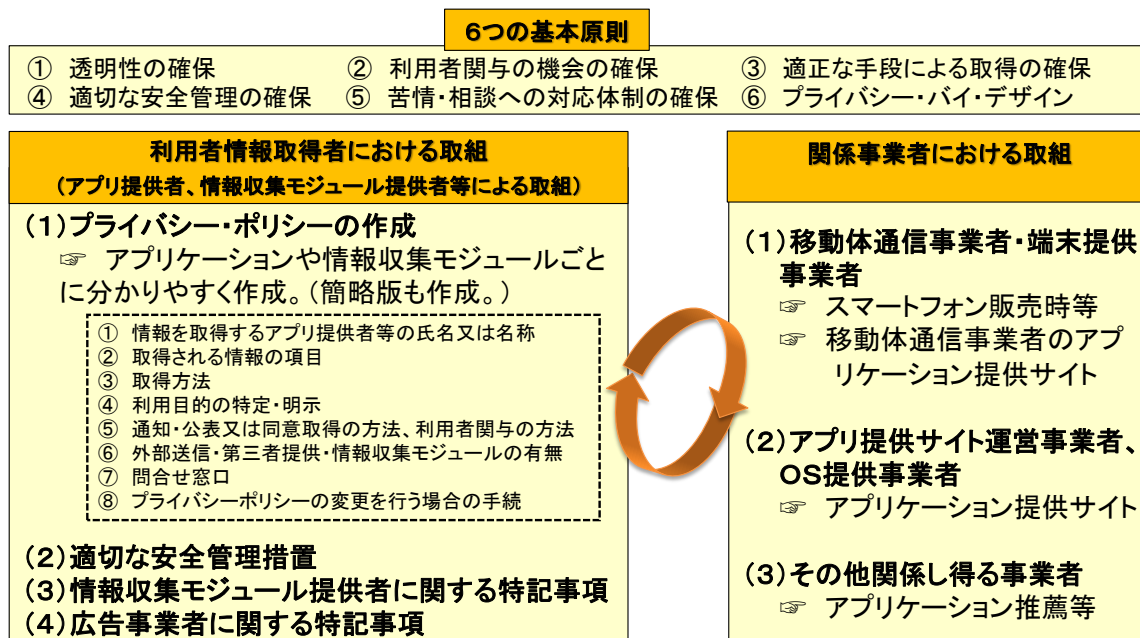 6つの基本原則
① 透明性の確保 ② 利用者関与の機会の確保 ③ 適正な手段による取得の確保
④ 適切な安全管理の確保 ⑤ 苦情・相談への対応体制の確保 ⑥ プライバシー・バイ・デザイン
利用者情報取得者における取組
(アプリ提供者、情報収集モジュール提供者等による取組)
(1)プライバシー・ポリシーの作成
☞ アプリケーションや情報収集モジュールごと
に分かりやすく作成。(簡略版も作成。)
① 情報を取得するアプリ提供者等の氏名又は名称
② 取得される情報の項目
③ 取得方法
④ 利用目的の特定・明示
⑤ 通知・公表又は同意取得の方法、利用者関与の方法
⑥ 外部送信・第三者提供・情報収集モジュールの有無
⑦ 問合せ窓口
⑧ プライバシーポリシーの変更を行う場合の手続
(2)適切な安全管理措置
(3)情報収集モジュール提供者に関する特記事項
(4)広告事業者に関する特記事項
関係事業者における取組
(1)移動体通信事業者・端末提供
事業者
☞ スマートフォン販売時等
☞ 移動体通信事業者のアプ
リケーション提供サイト
(2)アプリ提供サイト運営事業者、
OS提供事業者
☞ アプリケーション提供サイト
(3)その他関係し得る事業者
☞ アプリケーション推薦等